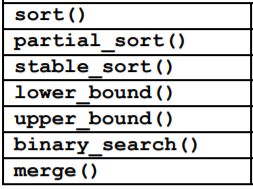 sort()
partial_sort()
stable_sort()
lower_bound()
upper_bound()
binary_search()
merge()